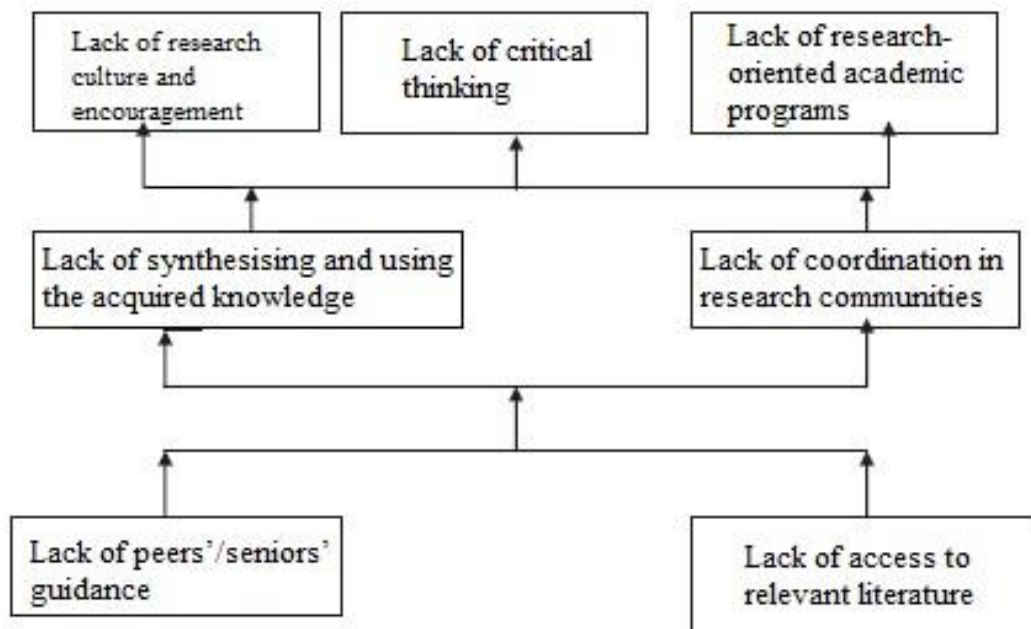 Lack of research
culture and
encouragement
Lack of critical
thinking
Lack of research-
oriented academic
programs
Lack of synthesising and using
the acquired knowledge
Lack of coordination in
research communities
Lack of peers’/seniors’
guidance
Lack of access to
relevant literature